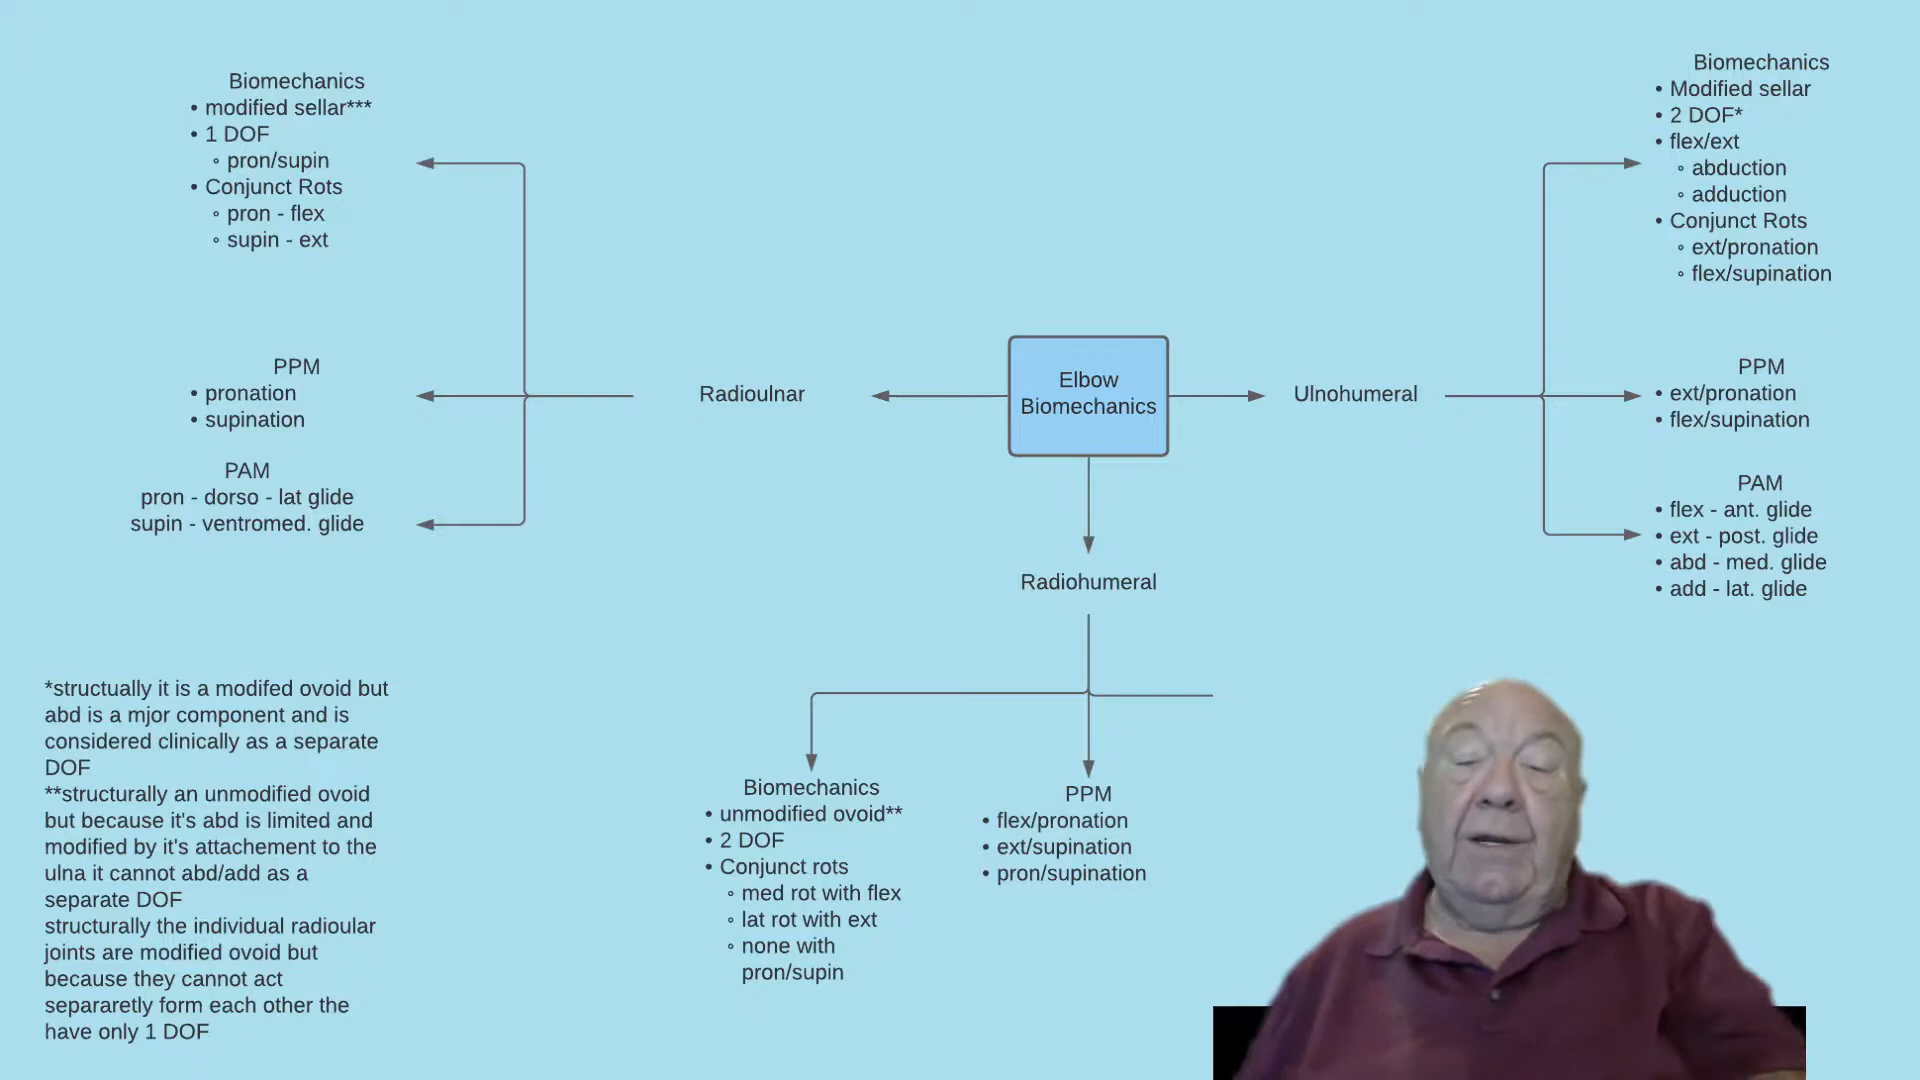 Biomechanics
• modified sellar***
• 1 DOF
◦ pron/supin
• Conjunct Rots
◦ pron - flex
◦ supin - ext
PPM
• pronation
• supination
PAM
pron - dorso - lat glide
supin - ventromed. glide
Radioulnar
Elbow
Biomechanics
Ulnohumeral
Biomechanics
• Modified sellar
• 2 DOF*
• flex/ext
◦ abduction
◦ adduction
• Conjunct Rots
◦ ext/pronation
◦ flex/supination
PPM
• ext/pronation
• flex/supination
PAM
• flex - ant. glide
• ext - post. glide
• abd - med. glide
• add - lat. glide
Radiohumeral
Biomechanics
• unmodified ovoid**
• 2 DOF
• Conjunct rots
◦ med rot with flex
◦ lat rot with ext
◦ none with
pron/supin
PPM
• flex/pronation
• ext/supination
• pron/supination
*structually it is a modifed ovoid but
abd is a mjor component and is
considered clinically as a separate
DOF
**structurally an unmodified ovoid
but because it's abd is limited and
modified by it's attachement to the
ulna it cannot abd/add as a
separate DOF
structurally the individual radioular
joints are modified ovoid but
because they cannot act
separaretly form each other the
have only 1 DOF